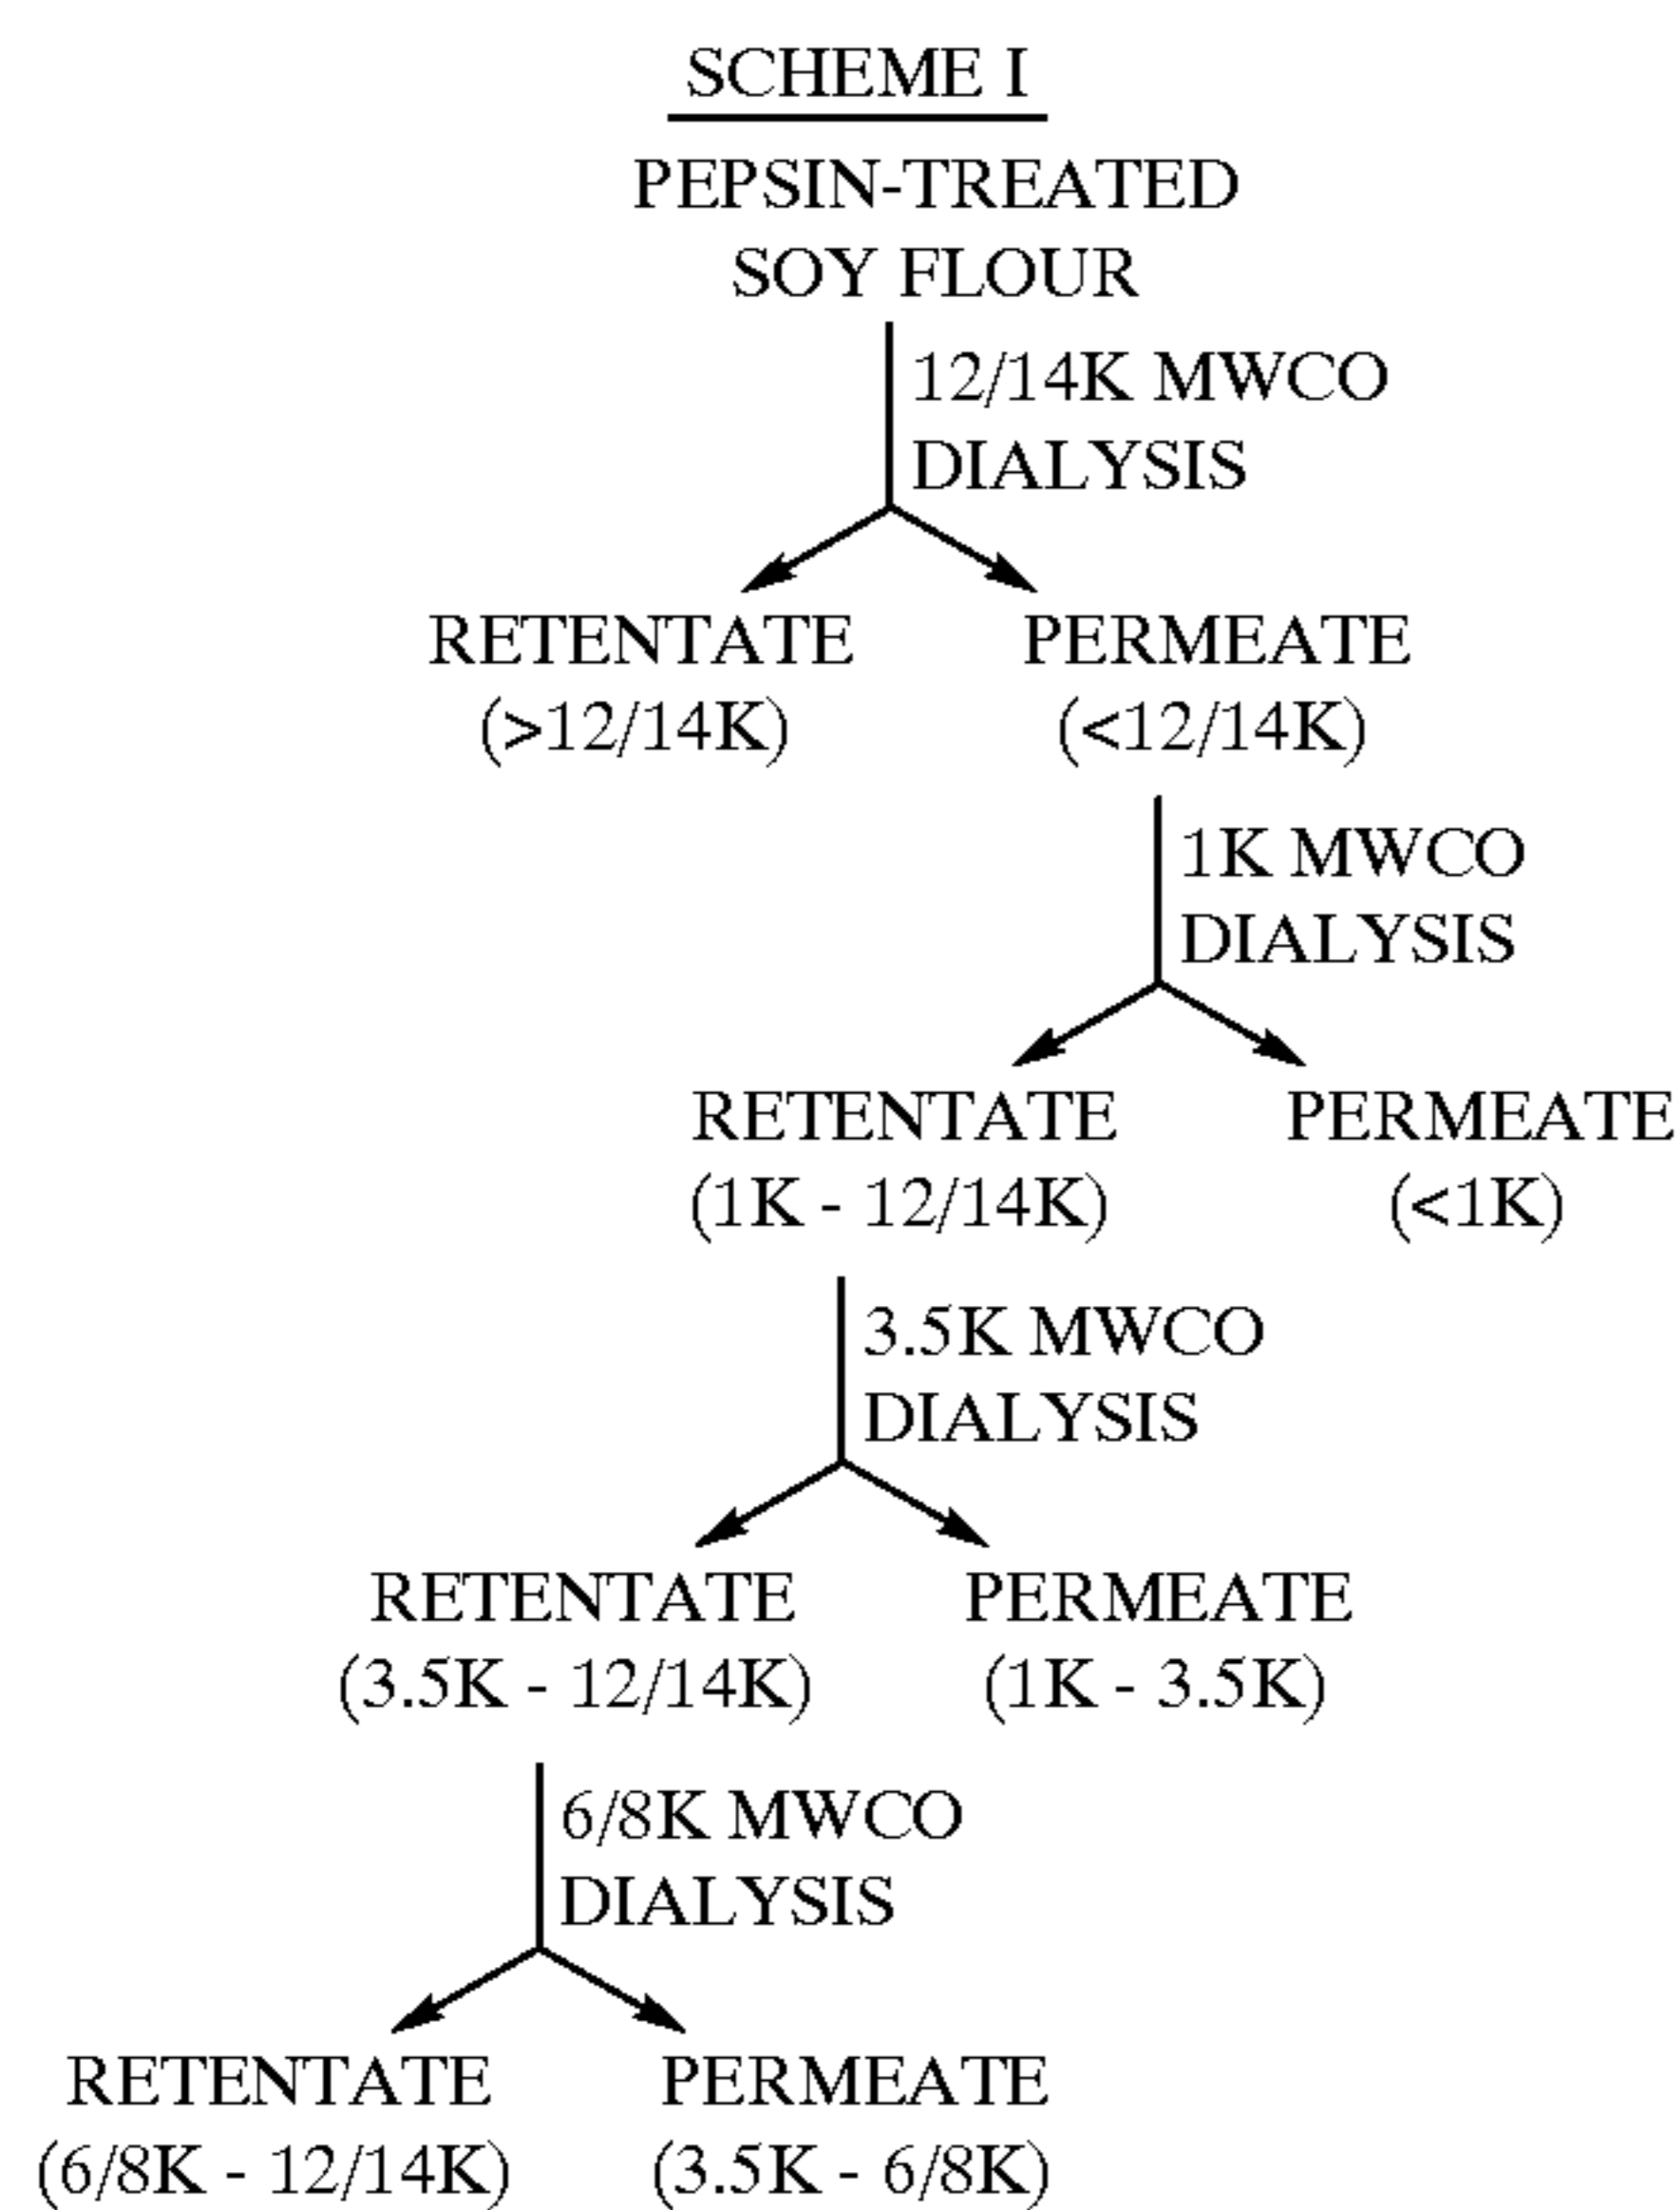 SCHEME I
PEPSIN-TREATED
SOY FLOUR
12/14K MWCO
DIALYSIS
RETENTATE PERMEATE
(>12/14K) (<12/14K)
1K MWCO
DIALYSIS
RETENTATE PERMEATE
(1K - 12/14K) (<1K)
3.5K MWCO
DIALYSIS
RETENTATE PERMEATE
(3.5K - 12/14K) (1K - 3.5K)
6/8K MWCO
DIALYSIS
RETENTATE PERMEATE
(6/8K - 12/14K) (3.5K - 6/8K)